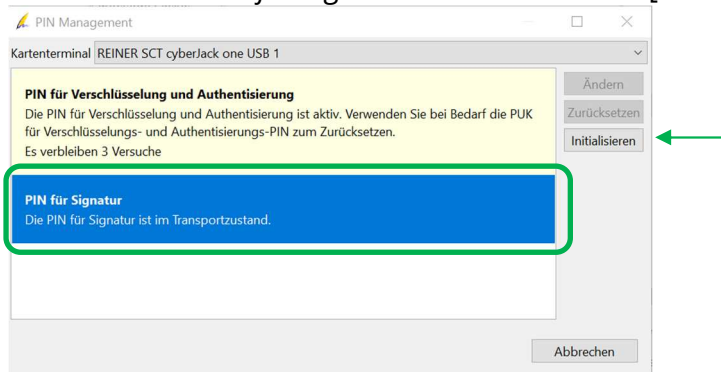 PIN Management
Kartenterminal REINER SCT cyberJack one USB 1
PIN für Verschlüsselung und Authentisierung
Die PIN für Verschlüsselung und Authentisierung ist aktiv. Verwenden Sie bei Bedarf die PUK
für Verschlüsselungs- und Authentisierungs-PIN zum Zurücksetzen.
Es verbleiben 3 Versuche
PIN für Signatur
Die PIN für Signatur ist im Transportzustand.
Ändern
Zurücksetzen
Initialisieren
Abbrechen